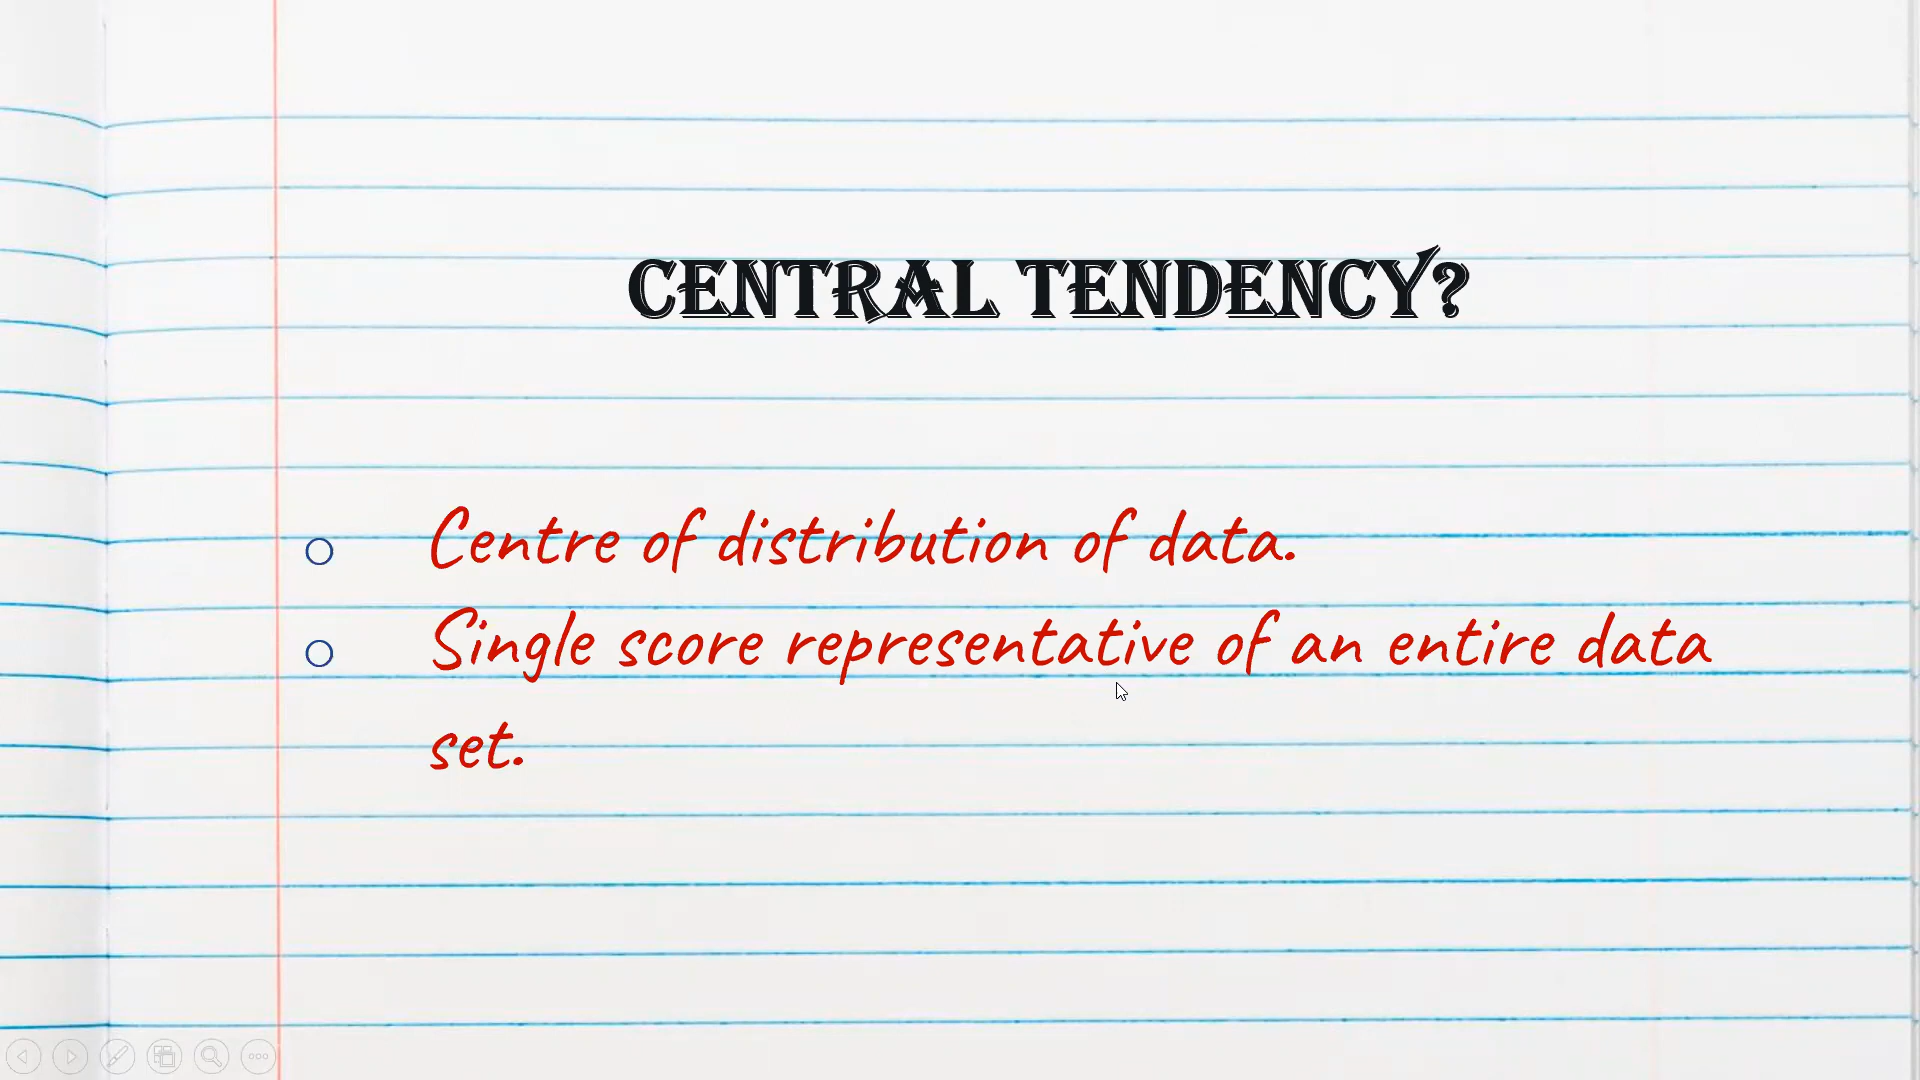 CENTRAL TENDENCY?
Centre of distribution of data.
Single score representative of an entire data
set.